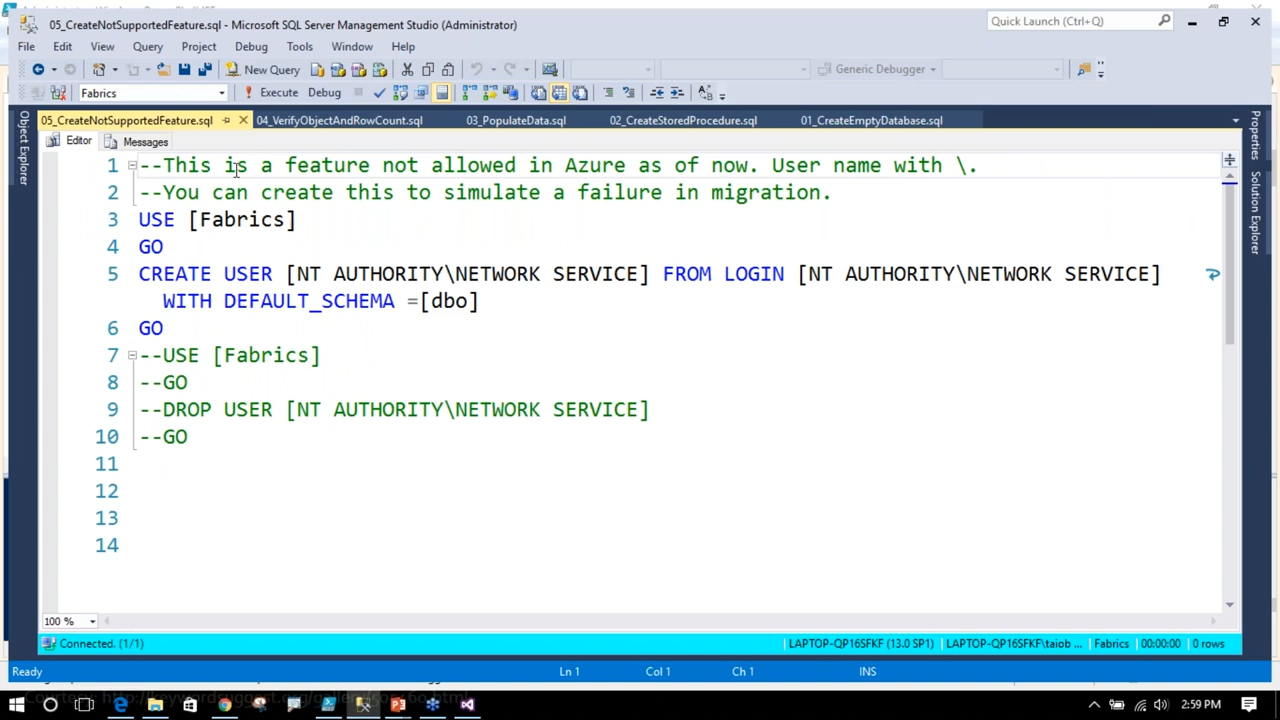 05_CreateNotSupportedFeature.sql - Microsoft SQL Server Management Studio (Administrator)
Quick Launch (Ctrl+Q)
File Edit View Query Project Debug Tools Window Help
New Query
Generic Debugger
Fabrics
Execute Debug
05_CreateNotSupportedFeature.sql
04_VerifyObjectAndRowCount.sql
03_PopulateData.sql
02_CreateStoredProcedure.sql
01_CreateEmptyDatabase.sql
Object Explorer
Properties
Solution Explorer
Editor
Messages
1 --This is a feature not allowed in Azure as of now. User name with \.
2 --You can create this to simulate a failure in migration.
3 USE [Fabrics]
4 GO
5 CREATE USER [NT AUTHORITY\NETWORK SERVICE] FROM LOGIN [NT AUTHORITY\NETWORK SERVICE]
WITH DEFAULT_SCHEMA =[dbo]
6 GO
7 --USE [Fabrics]
8 --GO
9 --DROP USER [NT AUTHORITY\NETWORK SERVICE]
10 --GO
11
12
13
14
100 %
Connected. (1/1)
LAPTOP-QP16SFKF (13.0 SP1)
LAPTOP-QP16SFKF\taiob ...
Fabrics
00:00:00
0 rows
Ready
Ln 1
Col 1
Ch 1
INS
2:59 PM